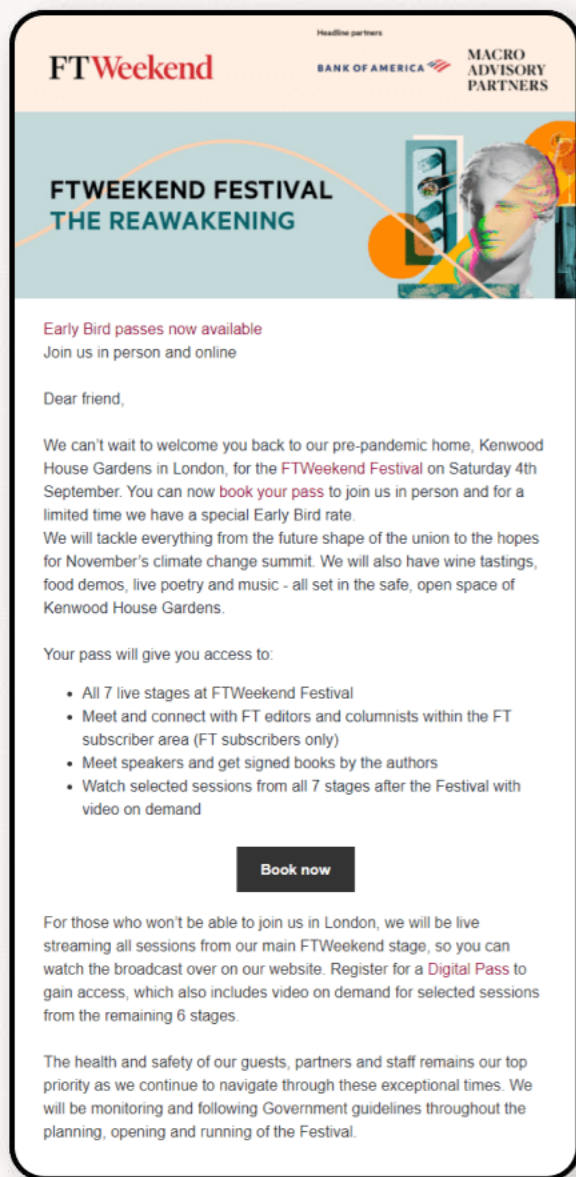 Headline partners
FTWeekend
BANK OF AMERICA
MACRO
ADVISORY
PARTNERS
FTWEEKEND FESTIVAL
THE REAWAKENING
Early Bird passes now available
Join us in person and online
Dear friend,
We can't wait to welcome you back to our pre-pandemic home, Kenwood
House Gardens in London, for the FTWeekend Festival on Saturday 4th
September. You can now book your pass to join us in person and for a
limited time we have a special Early Bird rate.
We will tackle everything from the future shape of the union to the hopes
for November's climate change summit. We will also have wine tastings,
food demos, live poetry and music - all set in the safe, open space of
Kenwood House Gardens.
Your pass will give you access to:
• All 7 live stages at FTWeekend Festival
• Meet and connect with FT editors and columnists within the FT
subscriber area (FT subscribers only)
• Meet speakers and get signed books by the authors
• Watch selected sessions from all 7 stages after the Festival with
video on demand
Book now
For those who won't be able to join us in London, we will be live
streaming all sessions from our main FTWeekend stage, so you can
watch the broadcast over on our website. Register for a Digital Pass to
gain access, which also includes video on demand for selected sessions
from the remaining 6 stages.
The health and safety of our guests, partners and staff remains our top
priority as we continue to navigate through these exceptional times. We
will be monitoring and following Government guidelines throughout the
planning, opening and running of the Festival.